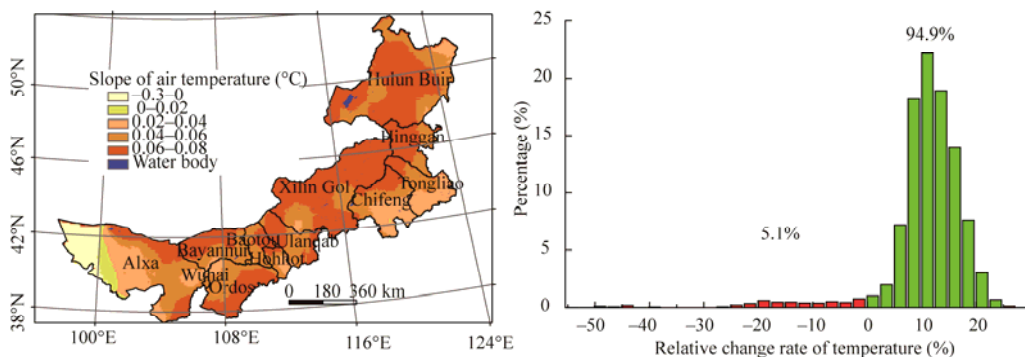 Slope of air temperature (°C)
–0.3–0
0–0.02
0.02–0.04
0.04–0.06
0.06–0.08
Water body
Hulun Buir
Hinggan
Xilin Gol
Tongliao
Chifeng
Baotou
Ulanqab
Bayannur
Hohhot
Alxa
Wuhai
Ordos
0 180 360 km
50°N
46°N
42°N
38°N
100°E
108°E
116°E
124°E
94.9%
5.1%
Percentage (%)
25
20
15
10
5
0
−50 −40 −30 −20 −10 0 10 20
Relative change rate of temperature (%)